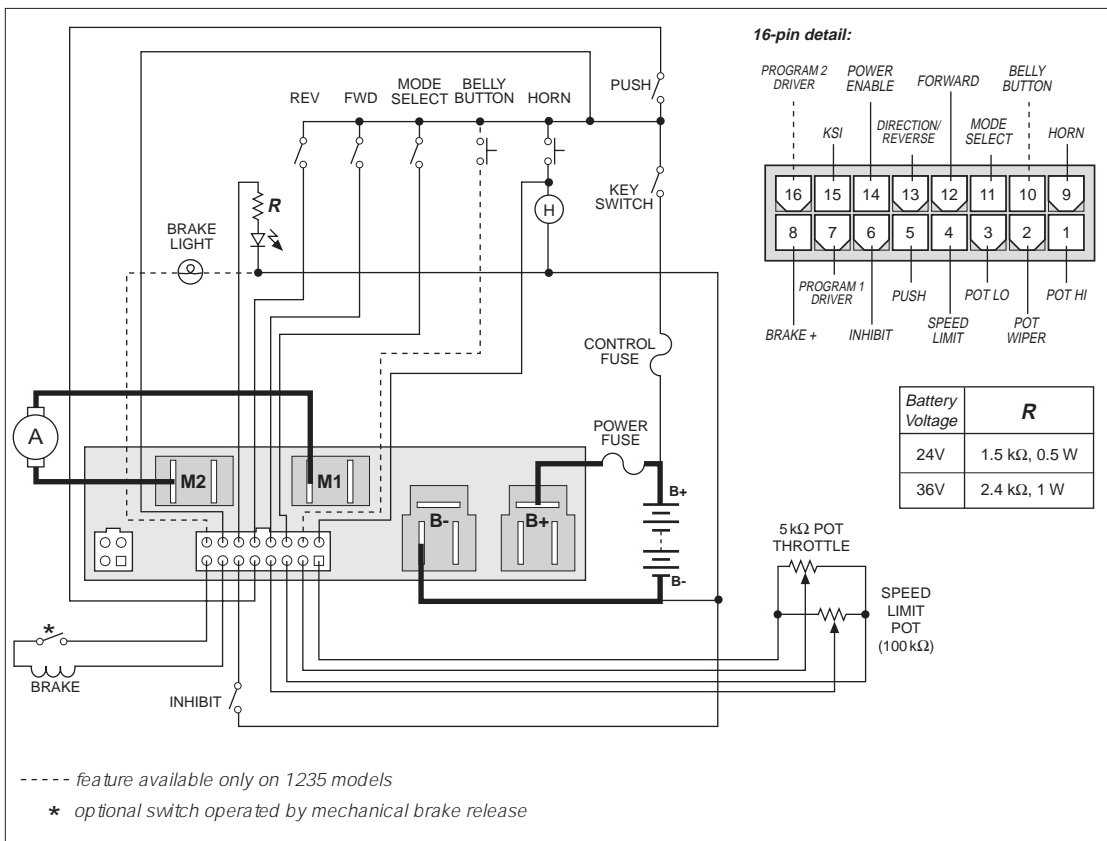 16-pin detail:
PROGRAM 2
DRIVER
POWER
ENABLE
FORWARD
BELLY
BUTTON
KSI
DIRECTION/
REVERSE
MODE
SELECT
HORN
16 15 14 13 12 11 10 9
8 7 6 5 4 3 2 1
PROGRAM 1
DRIVER
PUSH
POT LO
POT HI
BRAKE +
INHIBIT
SPEED
LIMIT
POT
WIPER
PUSH
REV
FWD
MODE
SELECT
BELLY
BUTTON
HORN
KEY
SWITCH
R
H
BRAKE
LIGHT
CONTROL
FUSE
POWER
FUSE
A
M2
M1
B-
B+
B+
B-
Battery
Voltage
R
24V 1.5 kΩ, 0.5 W
36V 2.4 kΩ, 1 W
5 kΩ POT
THROTTLE
SPEED
LIMIT
POT
(100 kΩ)
*
BRAKE
INHIBIT
----- feature available only on 1235 models
* optional switch operated by mechanical brake release